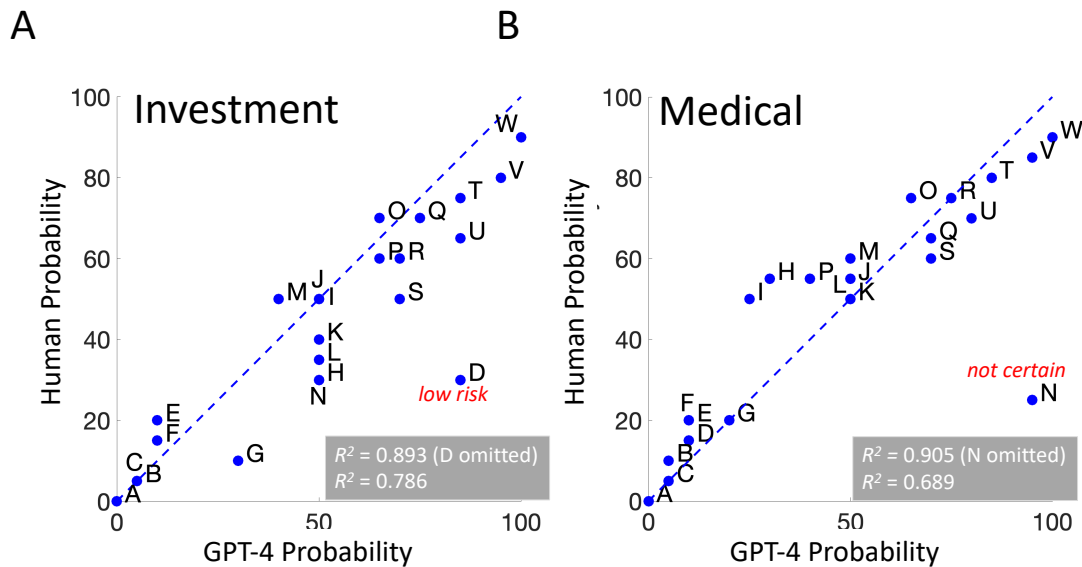 A
B
Investment
Medical
Human Probability
100
80
60
40
20
0
W
V
T
O
Q
U
P
R
J
M
I
S
K
L
H
D
N
low risk
E
F
G
C
B
A
R² = 0.893 (D omitted)
R² = 0.786
0
50
100
GPT-4 Probability
Human Probability
100
80
60
40
20
0
W
V
T
O
R
U
Q
M
S
H
P
J
I
L
K
not certain
N
F
E
G
D
B
C
A
R² = 0.905 (N omitted)
R² = 0.689
0
50
100
GPT-4 Probability